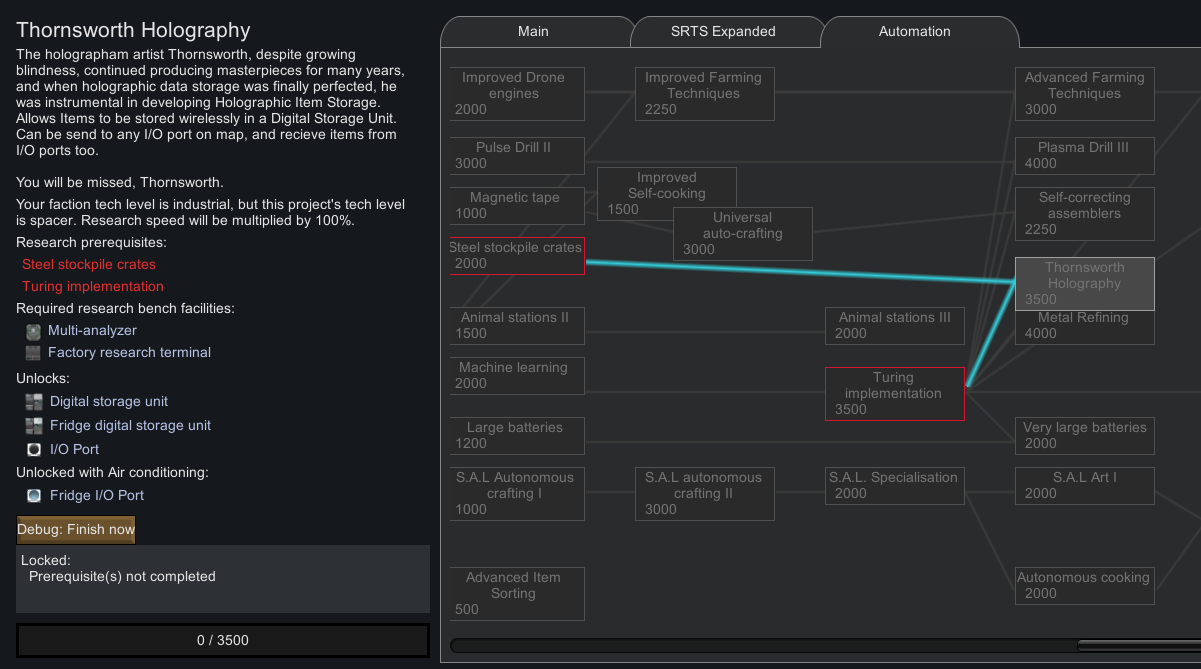 Thornsworth Holography
The holographam artist Thornsworth, despite growing
blindness, continued producing masterpieces for many years,
and when holographic data storage was finally perfected, he
was instrumental in developing Holographic Item Storage.
Allows Items to be stored wirelessly in a Digital Storage Unit.
Can be send to any I/O port on map, and recieve items from
I/O ports too.
You will be missed, Thornsworth.
Your faction tech level is industrial, but this project's tech level
is spacer. Research speed will be multiplied by 100%.
Research prerequisites:
Steel stockpile crates
Turing implementation
Required research bench facilities:
Multi-analyzer
Factory research terminal
Unlocks:
Digital storage unit
Fridge digital storage unit
I/O Port
Unlocked with Air conditioning:
Fridge I/O Port
Debug: Finish now
Locked:
Prerequisite(s) not completed
0 / 3500
Main
SRTS Expanded
Automation
Improved Drone
engines
2000
Improved Farming
Techniques
2250
Advanced Farming
Techniques
3000
Pulse Drill II
3000
Plasma Drill III
4000
Improved
Self-cooking
1500
Magnetic tape
1000
Self-correcting
assemblers
2250
Universal
auto-crafting
3000
Steel stockpile crates
2000
Thornsworth
Holography
3500
Animal stations II
1500
Animal stations III
2000
Metal Refining
4000
Machine learning
2000
Turing
implementation
3500
Large batteries
1200
Very large batteries
2000
S.A.L Autonomous
crafting I
1000
S.A.L autonomous
crafting II
3000
S.A.L. Specialisation
2000
S.A.L Art I
2000
Advanced Item
Sorting
500
Autonomous cooking
2000